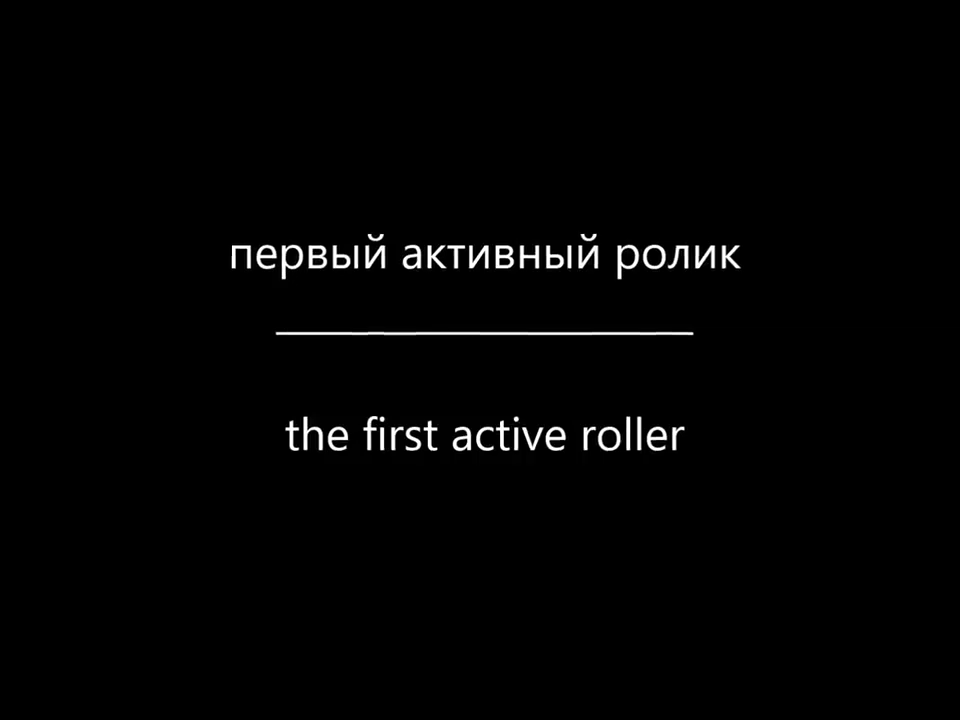 первый активный ролик
the first active roller